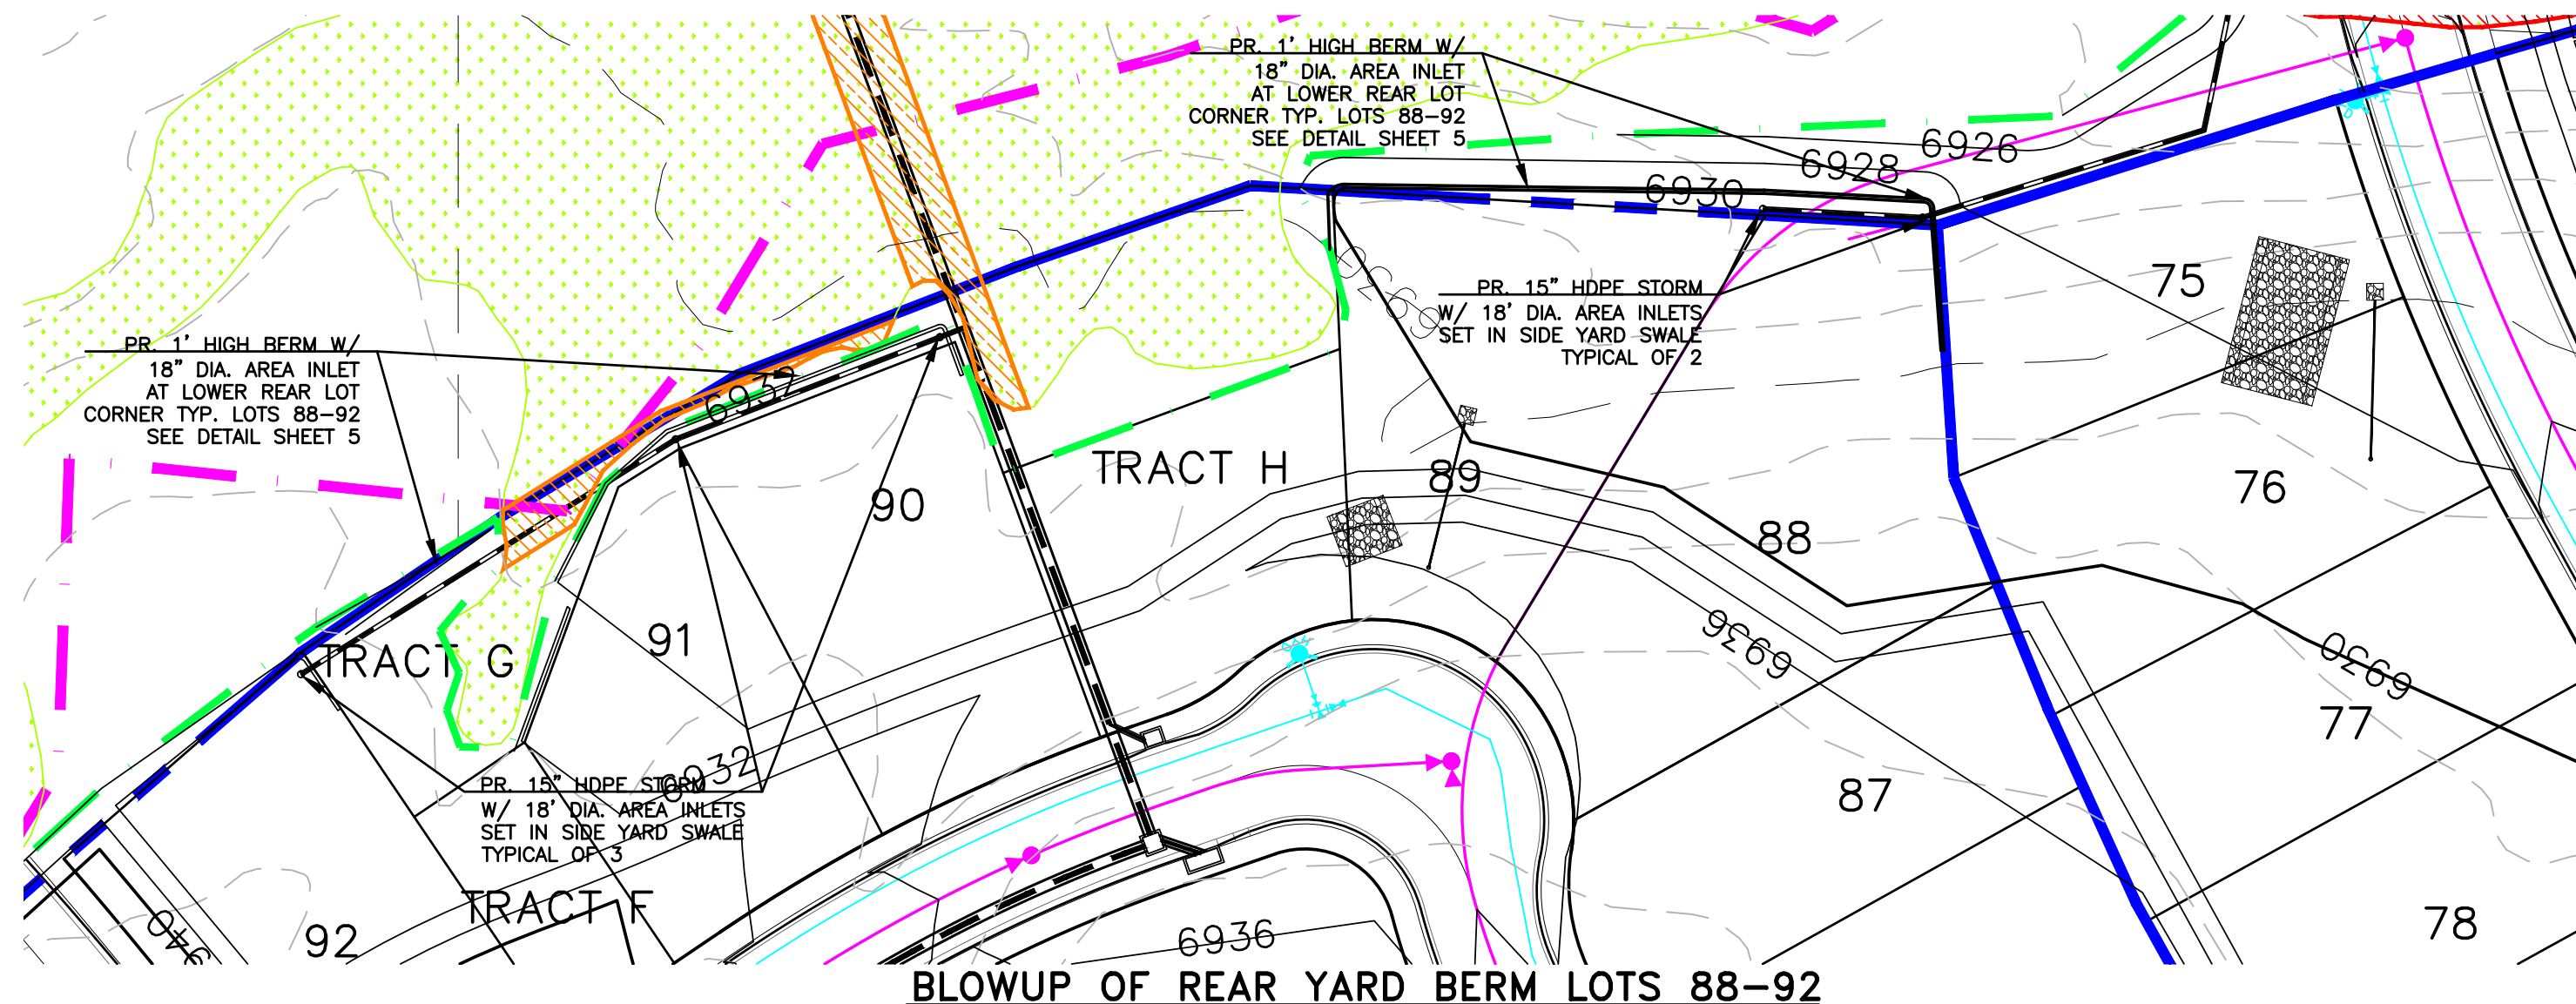 PR. 1' HIGH BERM W/
18" DIA. AREA INLET
AT LOWER REAR LOT
CORNER TYP. LOTS 88-92
SEE DETAIL SHEET 5
6926
6928
6930
75
PR. 15" HDPE STORM
W/ 18' DIA. AREA INLETS
SET IN SIDE YARD SWALE
TYPICAL OF 2
6930
PR. 1' HIGH BERM W/
18" DIA. AREA INLET
AT LOWER REAR LOT
CORNER TYP. LOTS 88-92
SEE DETAIL SHEET 5
6932
TRACT H
89
76
90
88
91
6936
TRACT G
6930
77
6932
PR. 15" HDPE STORM
W/ 18' DIA. AREA INLETS
SET IN SIDE YARD SWALE
TYPICAL OF 3
87
TRACT F
92
6936
78
BLOWUP OF REAR YARD BERM LOTS 88-92